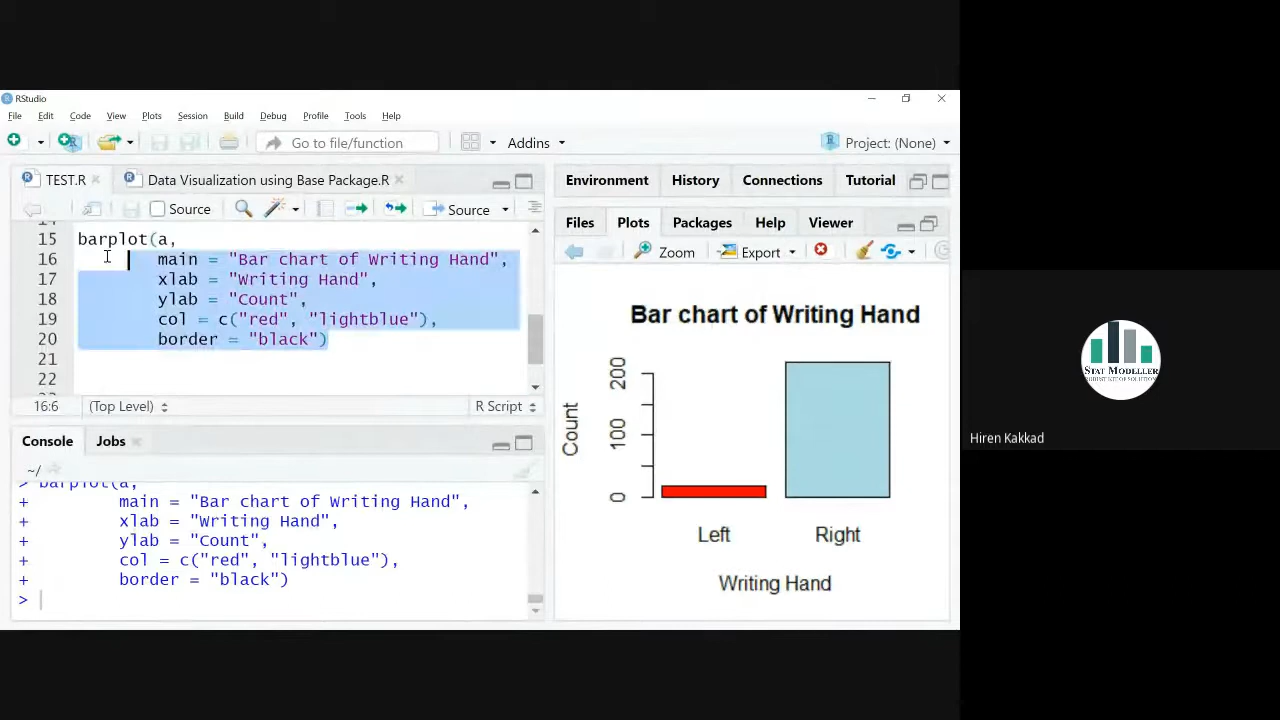 RStudio
File Edit Code View Plots Session Build Debug Profile Tools Help
Go to file/function Addins Project: (None)
TEST.R Data Visualization using Base Package.R
Source Source
15 barplot(a,
16 main = "Bar chart of Writing Hand",
17 xlab = "Writing Hand",
18 ylab = "Count",
19 col = c("red", "lightblue"),
20 border = "black")
21
22
16:6 (Top Level) R Script
Console Jobs
~/
> barplot(a,
+ main = "Bar chart of Writing Hand",
+ xlab = "Writing Hand",
+ ylab = "Count",
+ col = c("red", "lightblue"),
+ border = "black")
>
Environment History Connections Tutorial
Files Plots Packages Help Viewer
Zoom Export
Bar chart of Writing Hand
Count
200
100
0
Left Right
Writing Hand
STAT MODELLER
Hiren Kakkad